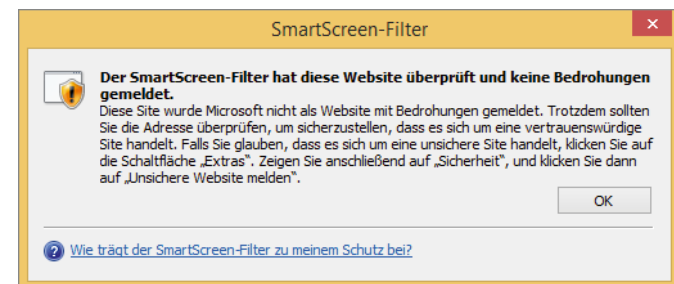 SmartScreen-Filter
Der SmartScreen-Filter hat diese Website überprüft und keine Bedrohungen
gemeldet.
Diese Site wurde Microsoft nicht als Website mit Bedrohungen gemeldet. Trotzdem sollten
Sie die Adresse überprüfen, um sicherzustellen, dass es sich um eine vertrauenswürdige
Site handelt. Falls Sie glauben, dass es sich um eine unsichere Site handelt, klicken Sie auf
die Schaltfläche „Extras“. Zeigen Sie anschließend auf „Sicherheit“, und klicken Sie dann
auf „Unsichere Website melden“.
OK
Wie trägt der SmartScreen-Filter zu meinem Schutz bei?